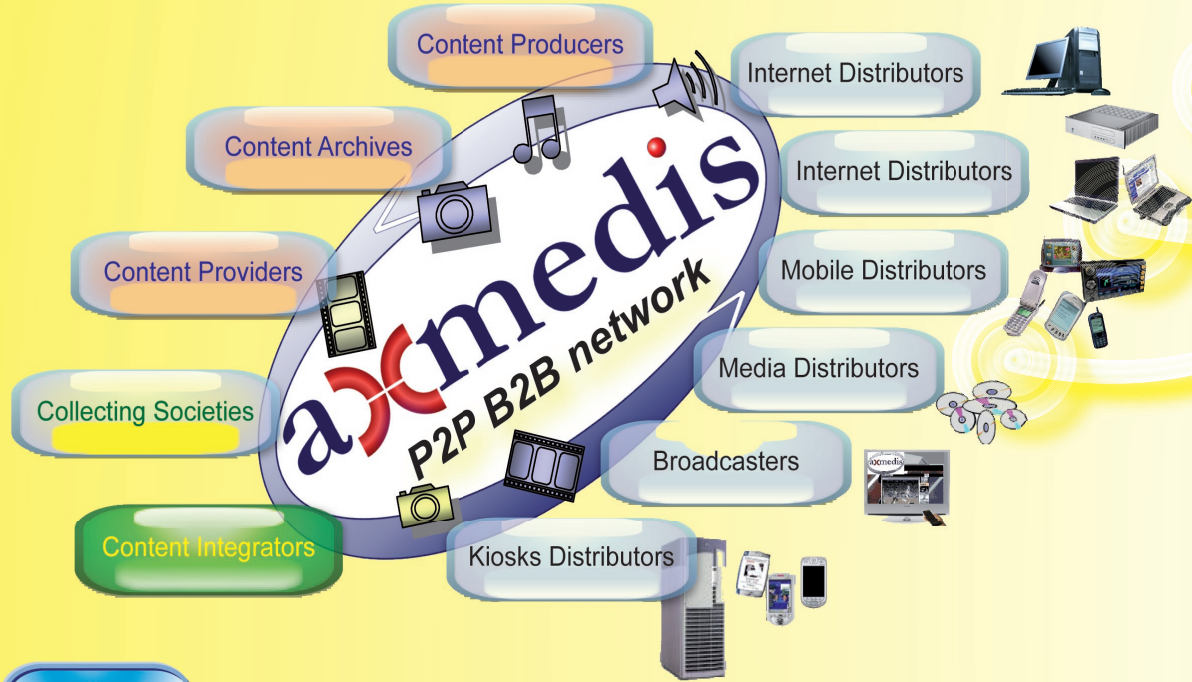 Content Producers
Internet Distributors
Content Archives
Internet Distributors
Content Providers
Mobile Distributors
axmedis
P2P B2B network
Media Distributors
Collecting Societies
Broadcasters
axmedis
Content Integrators
Kiosks Distributors